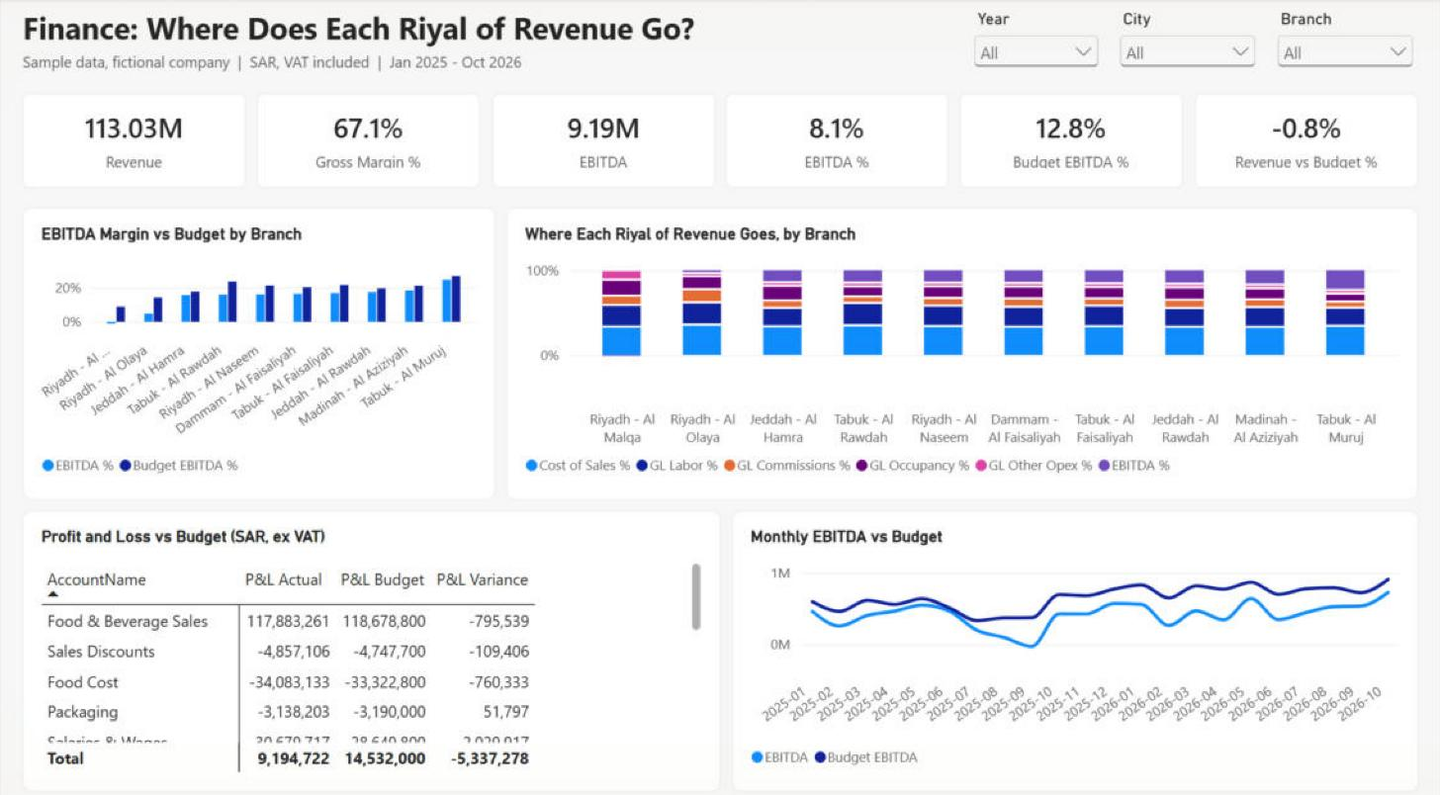 Finance: Where Does Each Riyal of Revenue Go?
Sample data, fictional company | SAR, VAT included | Jan 2025 - Oct 2026
Year
City
Branch
All
All
All
113.03M
Revenue
67.1%
Gross Margin %
9.19M
EBITDA
8.1%
EBITDA %
12.8%
Budget EBITDA %
-0.8%
Revenue vs Budget %
EBITDA Margin vs Budget by Branch
20%
0%
Riyadh - Al ...
Riyadh - Al Olaya
Jeddah - Al Hamra
Tabuk - Al Rawdah
Riyadh - Al Naseem
Dammam - Al Faisaliyah
Tabuk - Al Faisaliyah
Jeddah - Al Rawdah
Madinah - Al Aziziyah
Tabuk - Al Muruj
EBITDA % Budget EBITDA %
Where Each Riyal of Revenue Goes, by Branch
100%
0%
Riyadh - Al
Malqa
Riyadh - Al
Olaya
Jeddah - Al
Hamra
Tabuk - Al
Rawdah
Riyadh - Al
Naseem
Dammam -
Al Faisaliyah
Tabuk - Al
Faisaliyah
Jeddah - Al
Rawdah
Madinah -
Al Aziziyah
Tabuk - Al
Muruj
Cost of Sales % GL Labor % GL Commissions % GL Occupancy % GL Other Opex % EBITDA %
Profit and Loss vs Budget (SAR, ex VAT)
AccountName P&L Actual P&L Budget P&L Variance
Food & Beverage Sales 117,883,261 118,678,800 -795,539
Sales Discounts -4,857,106 -4,747,700 -109,406
Food Cost -34,083,133 -33,322,800 -760,333
Packaging -3,138,203 -3,190,000 51,797
Salaries & Wages
Total 9,194,722 14,532,000 -5,337,278
Monthly EBITDA vs Budget
1M
0M
2025-01
2025-02
2025-03
2025-04
2025-05
2025-06
2025-07
2025-08
2025-09
2025-10
2025-11
2025-12
2026-01
2026-02
2026-03
2026-04
2026-05
2026-06
2026-07
2026-08
2026-09
2026-10
EBITDA Budget EBITDA